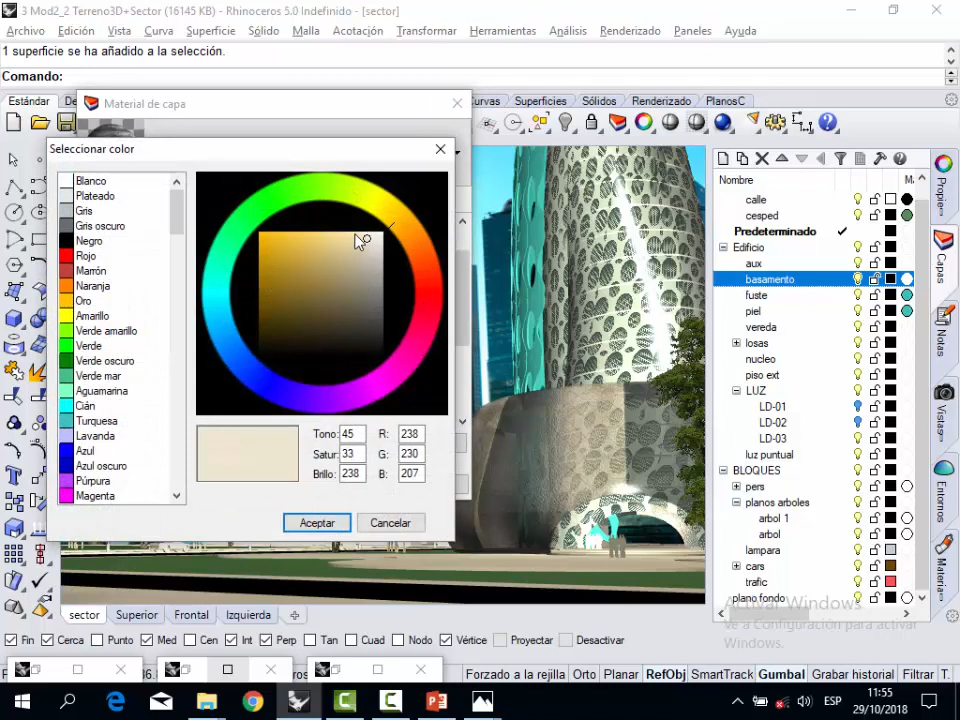 3 Mod2_2 Terreno3D+Sector (16145 KB) - Rhinoceros 5.0 Indefinido - [sector]
Archivo Edición Vista Curva Superficie Sólido Malla Acotación Transformar Herramientas Análisis Renderizado Paneles Ayuda
1 superficie se ha añadido a la selección.
Comando:
Estándar
Curvas Superficies Sólidos Renderizado PlanosC
Material de capa
Seleccionar color
Blanco
Plateado
Gris
Gris oscuro
Negro
Rojo
Marrón
Naranja
Oro
Amarillo
Verde amarillo
Verde
Verde oscuro
Verde mar
Aguamarina
Cián
Turquesa
Lavanda
Azul
Azul oscuro
Púrpura
Magenta
Tono: 45 R: 238
Satur: 33 G: 230
Brillo: 238 B: 207
Aceptar Cancelar
Nombre
calle
cesped
Predeterminado
Edificio
aux
basamento
fuste
piel
vereda
losas
nucleo
piso ext
LUZ
LD-01
LD-02
LD-03
luz puntual
BLOQUES
pers
planos arboles
arbol 1
arbol
lampara
cars
trafic
plano fondo
Propie
Capas
Notas
Vistas
Entornos
Materia
Activar Windows
Ve a Configuración para activar
Windows.
sector Superior Frontal Izquierda
Fin Cerca Punto Med Cen Int Perp Tan Cuad Nodo Vértice Proyectar Desactivar
Forzado a la rejilla Orto Planar RefObj SmartTrack Gumbal Grabar historial Filtrar T.
ESP
11:55
29/10/2018